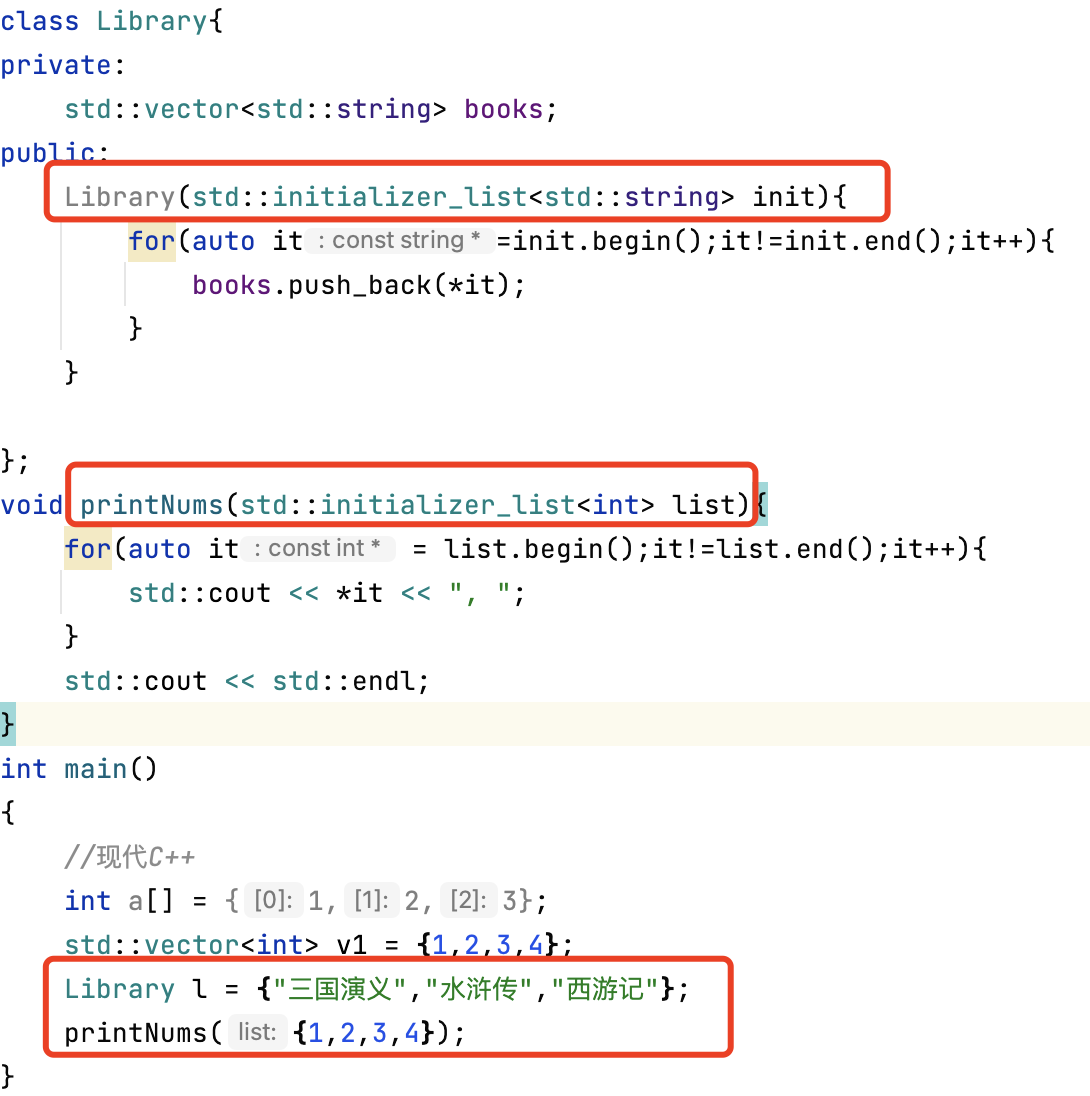 class Library{
private:
    std::vector<std::string> books;
public:
    Library(std::initializer_list<std::string> init){
        for(auto it : const string * =init.begin();it!=init.end();it++){
            books.push_back(*it);
        }
    }
};
void printNums(std::initializer_list<int> list){
    for(auto it : const int * = list.begin();it!=list.end();it++){
        std::cout << *it << ", ";
    }
    std::cout << std::endl;
}
int main()
{
    //现代C++
    int a[] = { [0]: 1, [1]: 2, [2]: 3};
    std::vector<int> v1 = {1,2,3,4};
    Library l = {"三国演义","水浒传","西游记"};
    printNums( list: {1,2,3,4});
}